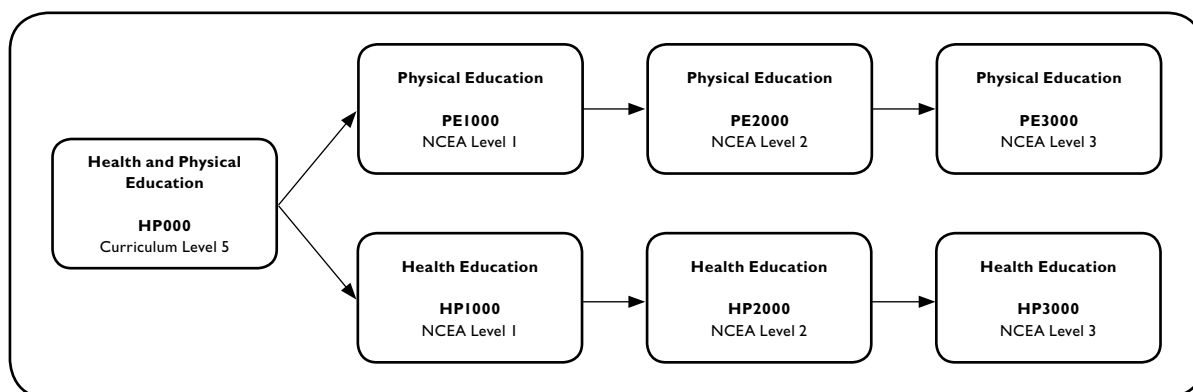 Health and Physical
Education
HP000
Curriculum Level 5
Physical Education
PE1000
NCEA Level 1
Physical Education
PE2000
NCEA Level 2
Physical Education
PE3000
NCEA Level 3
Health Education
HP1000
NCEA Level 1
Health Education
HP2000
NCEA Level 2
Health Education
HP3000
NCEA Level 3